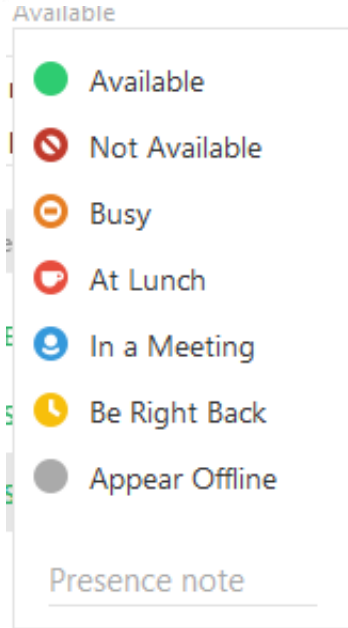 Available
Available
Not Available
Busy
At Lunch
In a Meeting
Be Right Back
Appear Offline
Presence note